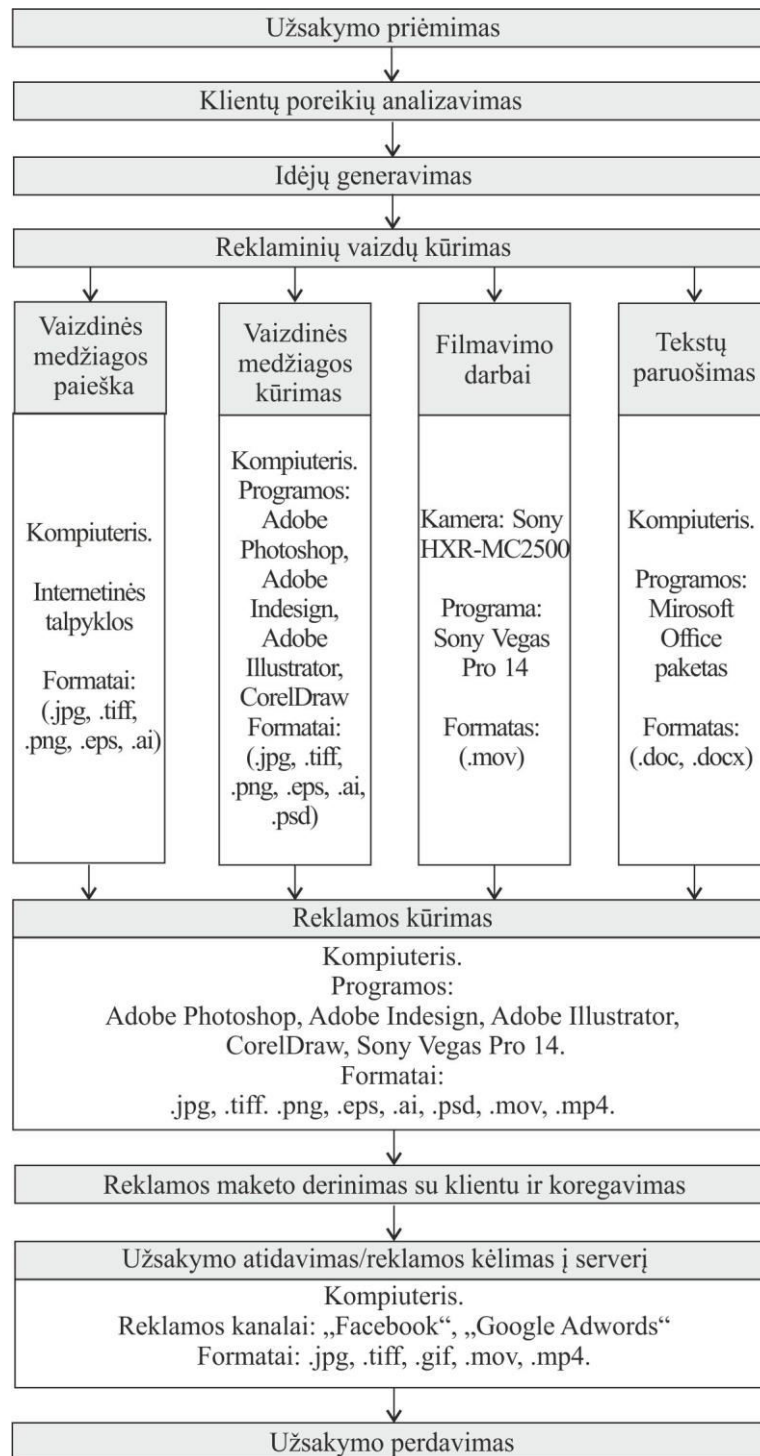 Užsakymo priėmimas
Klientų poreikių analizavimas
Idėjų generavimas
Reklaminių vaizdų kūrimas
Vaizdinės
medžiagos
paieška
Kompiuteris.
Internetinės
talpyklos
Formatai:
(.jpg, .tiff,
.png, .eps, .ai)
Vaizdinės
medžiagos
kūrimas
Kompiuteris.
Programos:
Adobe
Photoshop,
Adobe
Indesign,
Adobe
Illustrator,
CorelDraw
Formatai:
(.jpg, .tiff,
.png, .eps, .ai,
.psd)
Filmavimo
darbai
Kamera: Sony
HXR-MC2500
Programa:
Sony Vegas
Pro 14
Formatas:
(.mov)
Tekstų
paruošimas
Kompiuteris.
Programos:
Mirosoft
Office
paketas
Formatas:
(.doc, .docx)
Reklamos kūrimas
Kompiuteris.
Programos:
Adobe Photoshop, Adobe Indesign, Adobe Illustrator,
CorelDraw, Sony Vegas Pro 14.
Formatai:
.jpg, .tiff. .png, .eps, .ai, .psd, .mov, .mp4.
Reklamos maketo derinimas su klientu ir koregavimas
Užsakymo atidavimas/reklamos kėlimas į serverį
Kompiuteris.
Reklamos kanalai: „Facebook“, „Google Adwords“
Formatai: .jpg, .tiff, .gif, .mov, .mp4.
Užsakymo perdavimas